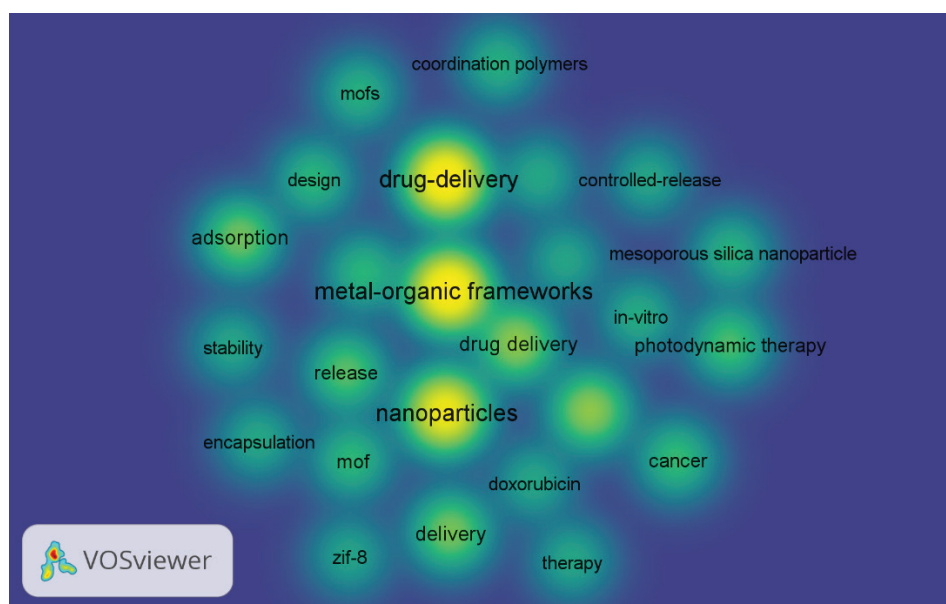 coordination polymers
mofs
design
drug-delivery
controlled-release
adsorption
mesoporous silica nanoparticle
metal-organic frameworks
in-vitro
stability
drug delivery
photodynamic therapy
release
nanoparticles
encapsulation
mof
cancer
doxorubicin
delivery
zif-8
therapy
VOSviewer